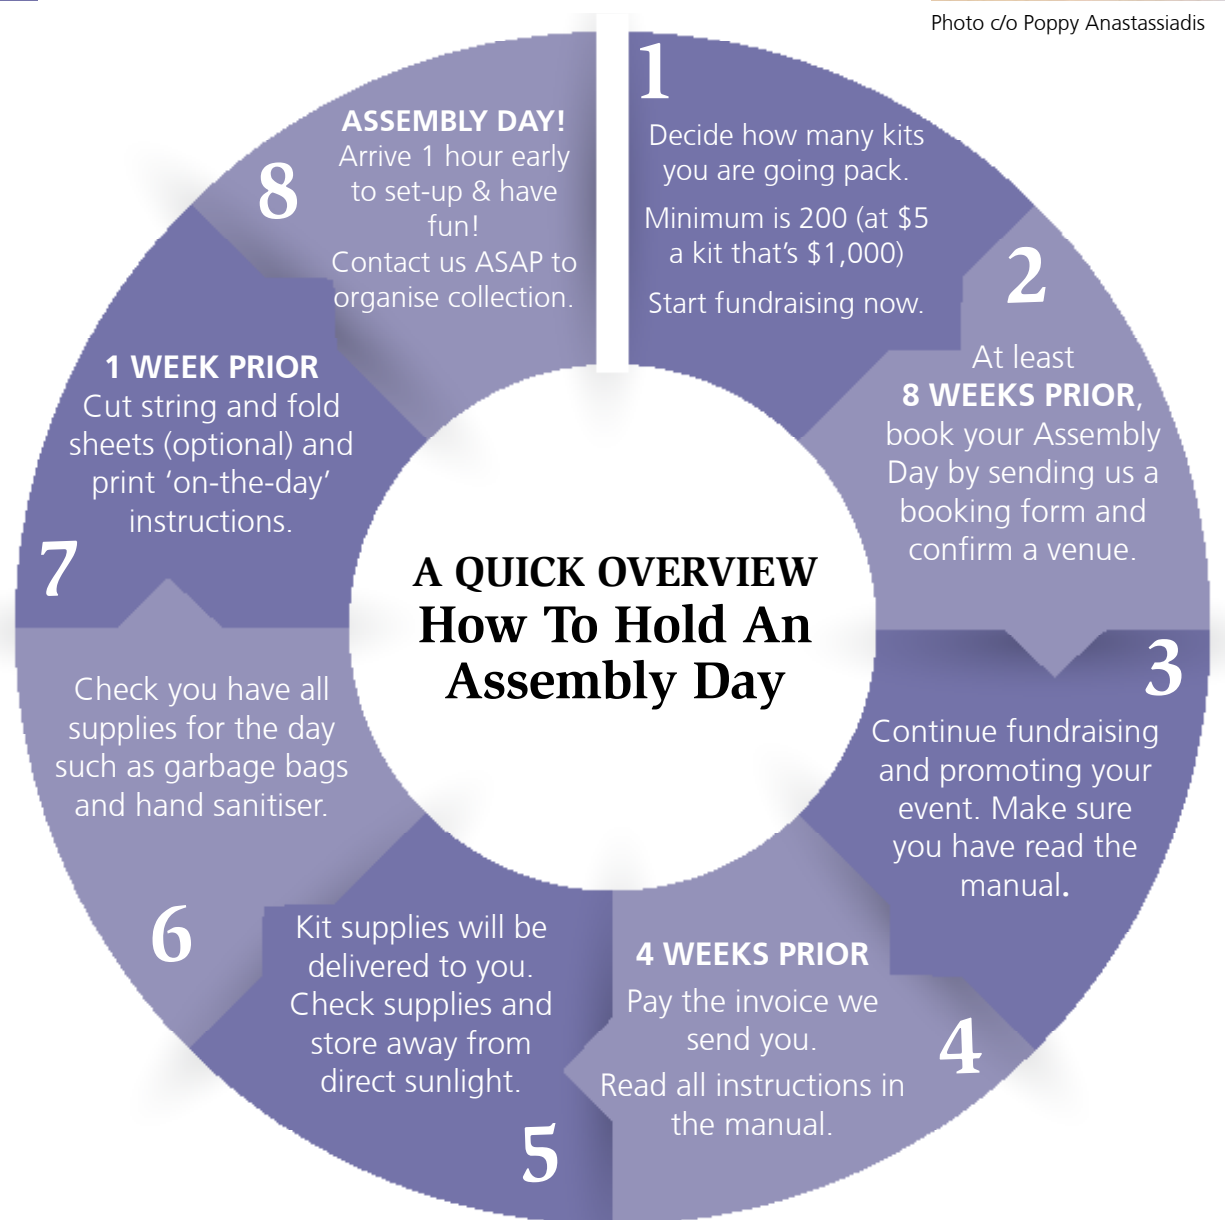 Photo c/o Poppy Anastassiadis
1
Decide how many kits
you are going pack.
Minimum is 200 (at $5
a kit that’s $1,000)
Start fundraising now.
2
At least
8 WEEKS PRIOR,
book your Assembly
Day by sending us a
booking form and
confirm a venue.
3
Continue fundraising
and promoting your
event. Make sure
you have read the
manual.
4 WEEKS PRIOR
Pay the invoice we
send you.
4
Read all instructions in
the manual.
Kit supplies will be
delivered to you.
Check supplies and
store away from
direct sunlight.
5
Check you have all
supplies for the day
such as garbage bags
and hand sanitiser.
6
1 WEEK PRIOR
Cut string and fold
sheets (optional) and
print ‘on-the-day’
instructions.
7
ASSEMBLY DAY!
8
Arrive 1 hour early
to set-up & have
fun!
Contact us ASAP to
organise collection.
A QUICK OVERVIEW
How To Hold An
Assembly Day